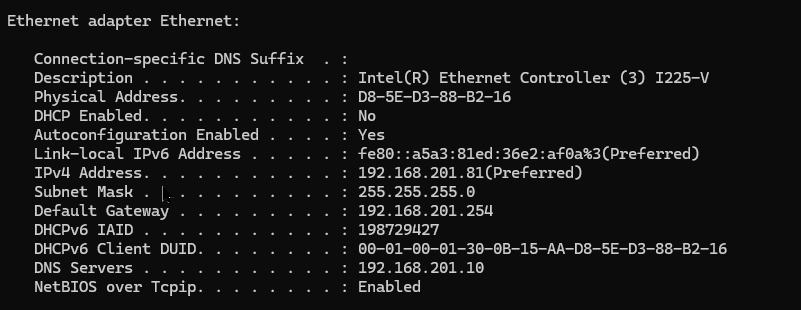 Ethernet adapter Ethernet:
Connection-specific DNS Suffix  . :
Description . . . . . . . . . . . : Intel(R) Ethernet Controller (3) I225-V
Physical Address. . . . . . . . . : D8-5E-D3-88-B2-16
DHCP Enabled. . . . . . . . . . . : No
Autoconfiguration Enabled . . . . : Yes
Link-local IPv6 Address . . . . . : fe80::a5a3:81ed:36e2:af0a%3(Preferred)
IPv4 Address. . . . . . . . . . . : 192.168.201.81(Preferred)
Subnet Mask . . . . . . . . . . . : 255.255.255.0
Default Gateway . . . . . . . . . : 192.168.201.254
DHCPv6 IAID . . . . . . . . . . . : 198729427
DHCPv6 Client DUID. . . . . . . . : 00-01-00-01-30-0B-15-AA-D8-5E-D3-88-B2-16
DNS Servers . . . . . . . . . . . : 192.168.201.10
NetBIOS over Tcpip. . . . . . . . : Enabled